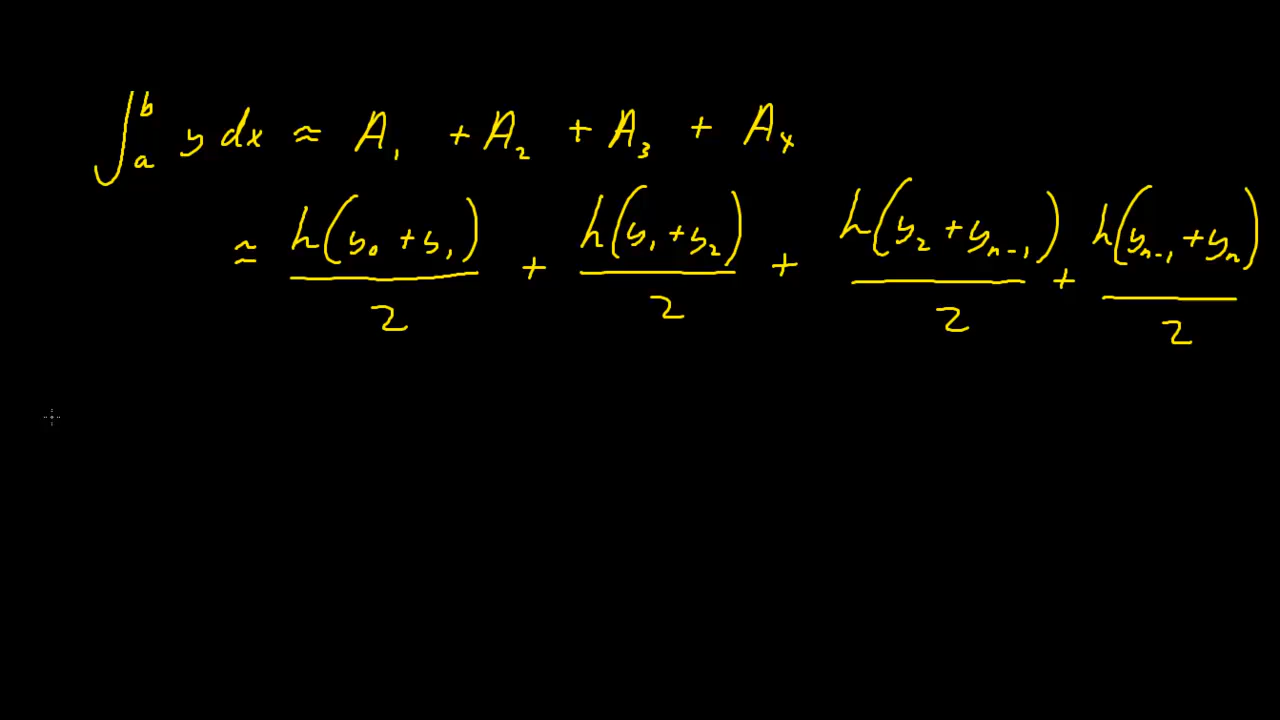 ∫ₐᵇ y dx ≈ A₁ + A₂ + A₃ + A₄
≈ h(y₀ + y₁)/2 + h(y₁ + y₂)/2 + h(y₂ + yₙ₋₁)/2 + h(yₙ₋₁ + yₙ)/2